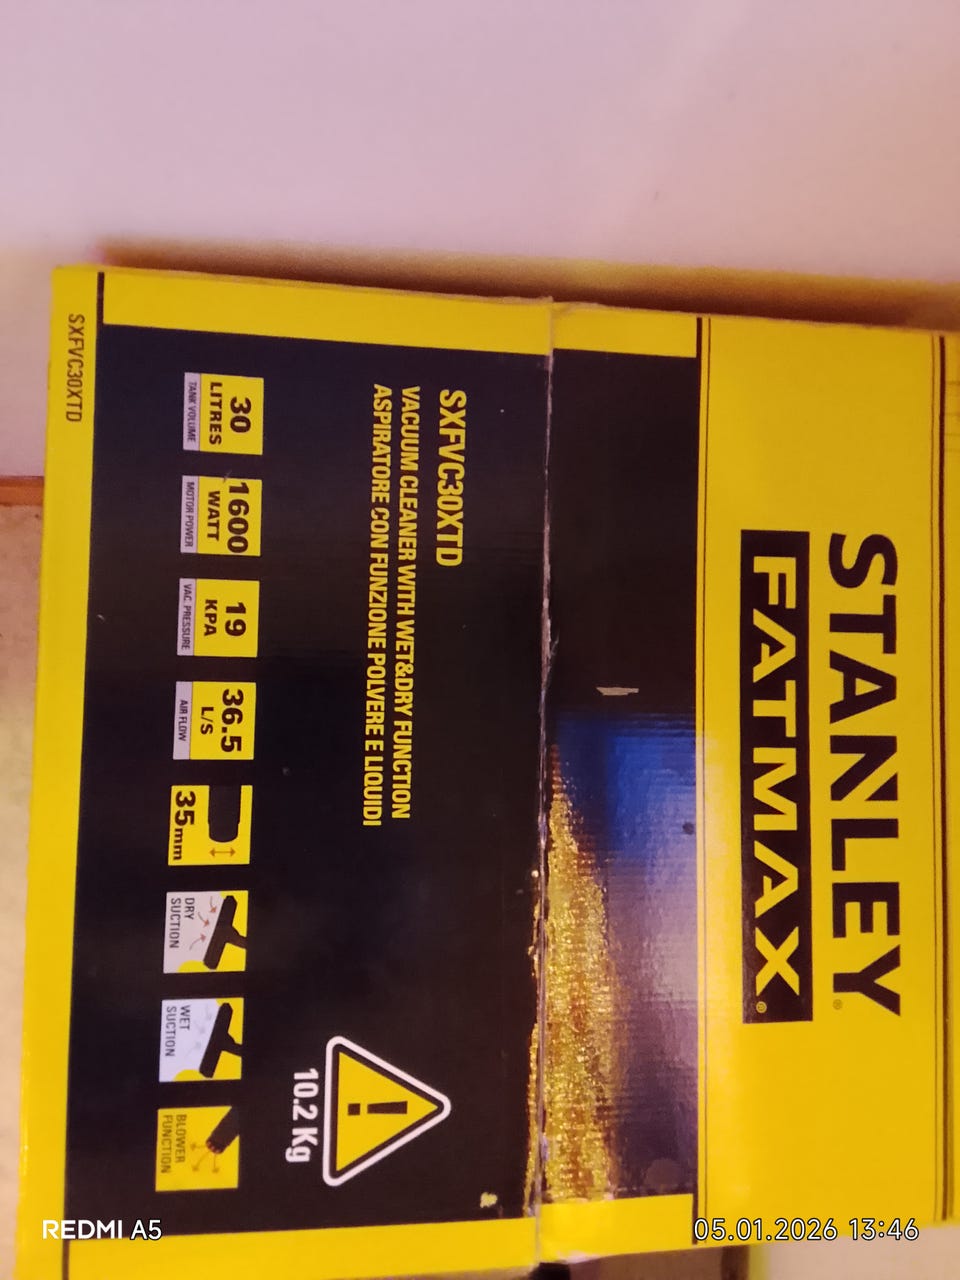 STANLEY®
FATMAX®
SXFVC30XTD
VACUUM CLEANER WITH WET&DRY FUNCTION
ASPIRATORE CON FUNZIONE POLVERE E LIQUIDI
10.2 Kg
30
LITRES
TANK VOLUME
1600
WATT
MOTOR POWER
19
KPA
VAC. PRESSURE
36.5
L/S
AIR FLOW
35mm
DRY
SUCTION
WET
SUCTION
BLOWER
FUNCTION
SXFVC30XTD
REDMI A5
05.01.2026 13:46